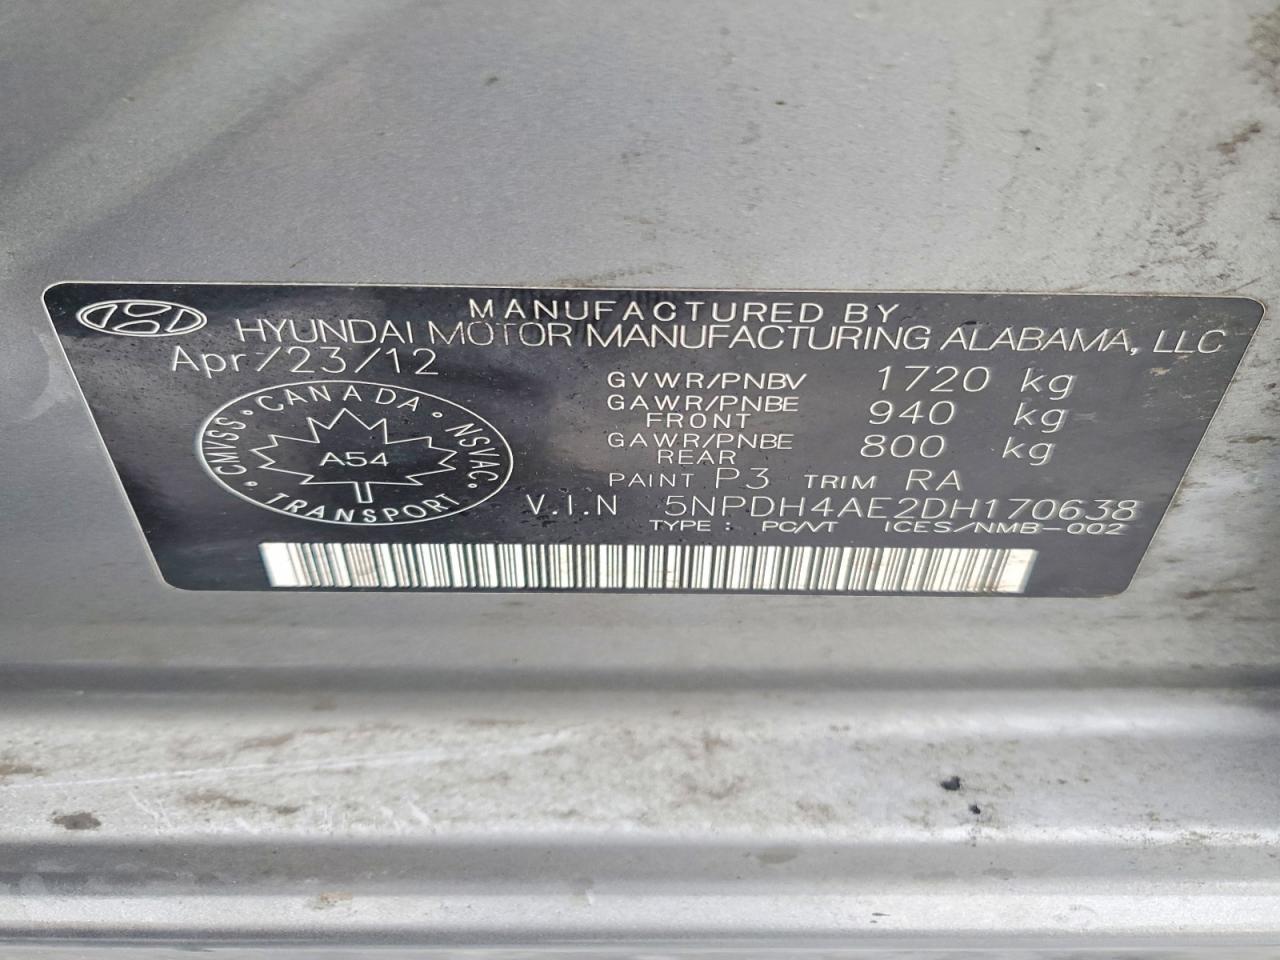 MANUFACTURED BY
HYUNDAI MOTOR MANUFACTURING ALABAMA, LLC
Apr/23/12
GVWR/PNBV 1720 kg
GAWR/PNBE FRONT 940 kg
GAWR/PNBE REAR 800 kg
PAINT P3 TRIM RA
V.I.N 5NPDH4AE2DH170638
TYPE : PC/VT ICES/NMB-002
CANADA
CMVSS
NSVAC
A54
TRANSPORT